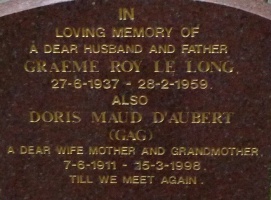 IN
LOVING MEMORY OF
A DEAR HUSBAND AND FATHER
GRAEME ROY LE LONG.
27-6-1937 - 28-2-1959.
ALSO
DORIS MAUD D'AUBERT
(GAG)
A DEAR WIFE MOTHER AND GRANDMOTHER.
7-6-1911 - 15-3-1998.
TILL WE MEET AGAIN.